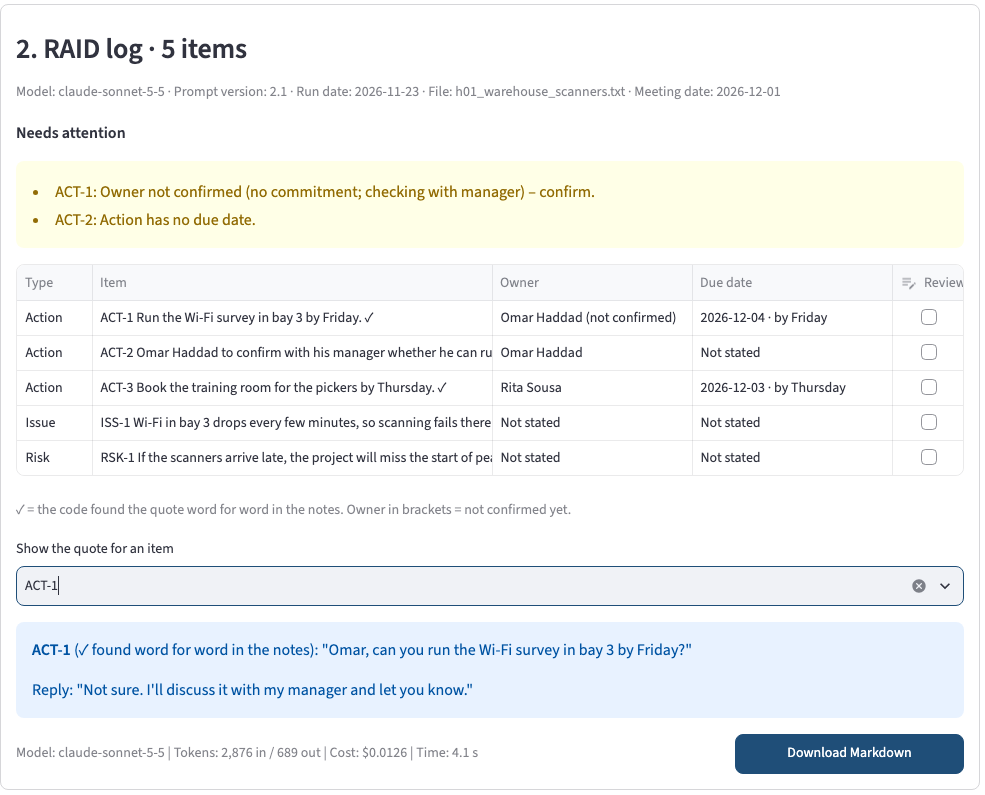 2. RAID log · 5 items
Model: claude-sonnet-5-5 · Prompt version: 2.1 · Run date: 2026-11-23 · File: h01_warehouse_scanners.txt · Meeting date: 2026-12-01
Needs attention
• ACT-1: Owner not confirmed (no commitment; checking with manager) – confirm.
• ACT-2: Action has no due date.
Type Item Owner Due date Review
Action ACT-1 Run the Wi-Fi survey in bay 3 by Friday. ✓ Omar Haddad (not confirmed) 2026-12-04 · by Friday
Action ACT-2 Omar Haddad to confirm with his manager whether he can ru Omar Haddad Not stated
Action ACT-3 Book the training room for the pickers by Thursday. ✓ Rita Sousa 2026-12-03 · by Thursday
Issue ISS-1 Wi-Fi in bay 3 drops every few minutes, so scanning fails there Not stated Not stated
Risk RSK-1 If the scanners arrive late, the project will miss the start of pea Not stated Not stated
✓ = the code found the quote word for word in the notes. Owner in brackets = not confirmed yet.
Show the quote for an item
ACT-1
ACT-1 (✓ found word for word in the notes): "Omar, can you run the Wi-Fi survey in bay 3 by Friday?"
Reply: "Not sure. I'll discuss it with my manager and let you know."
Model: claude-sonnet-5-5 | Tokens: 2,876 in / 689 out | Cost: $0.0126 | Time: 4.1 s
Download Markdown